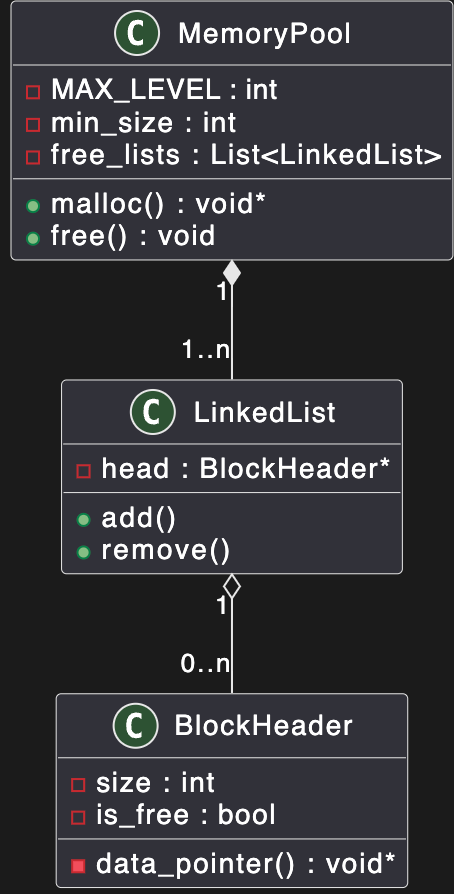 C MemoryPool
MAX_LEVEL : int
min_size : int
free_lists : List<LinkedList>
malloc() : void*
free() : void
1
1..n
C LinkedList
head : BlockHeader*
add()
remove()
1
0..n
C BlockHeader
size : int
is_free : bool
data_pointer() : void*